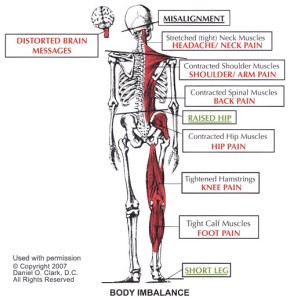 MISALIGNMENT
DISTORTED BRAIN
MESSAGES
Stretched (tight) Neck Muscles
HEADACHE/ NECK PAIN
Contracted Shoulder Muscles
SHOULDER/ ARM PAIN
Contracted Spinal Muscles
BACK PAIN
RAISED HIP
Contracted Hip Muscles
HIP PAIN
Tightened Hamstrings
KNEE PAIN
Tight Calf Muscles
FOOT PAIN
Used with permission
© Copyright 2007
Daniel O. Clark, D.C.
All Rights Reserved
SHORT LEG
BODY IMBALANCE